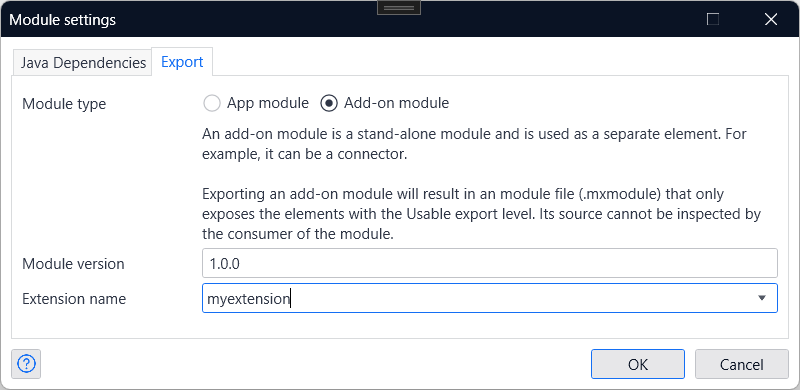 Module settings
Java Dependencies Export
Module type App module Add-on module
An add-on module is a stand-alone module and is used as a separate element. For
example, it can be a connector.
Exporting an add-on module will result in an module file (.mxmodule) that only
exposes the elements with the Usable export level. Its source cannot be inspected by
the consumer of the module.
Module version 1.0.0
Extension name myextension
? OK Cancel